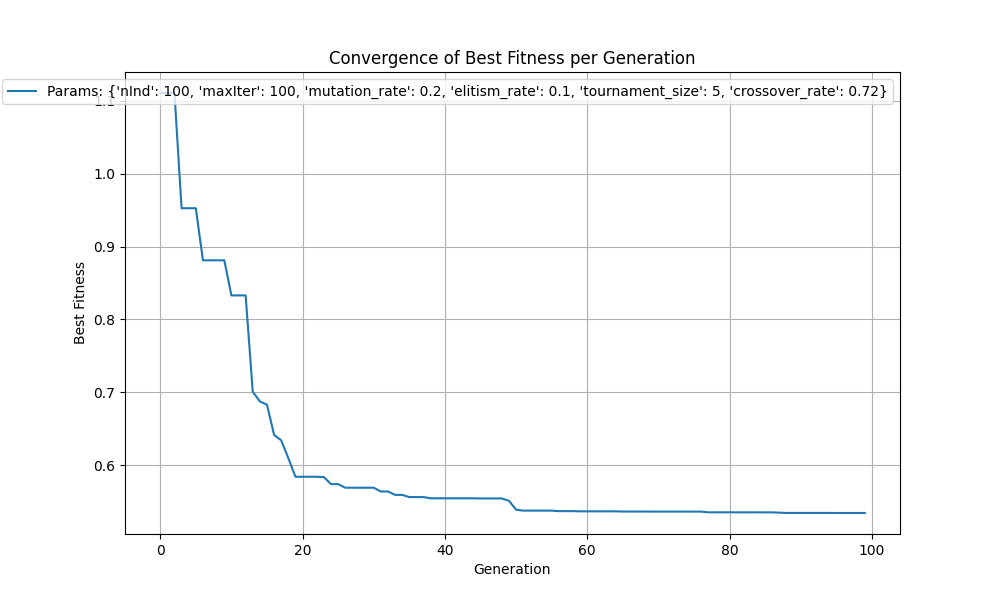 Convergence of Best Fitness per Generation
Params: {'nInd': 100, 'maxIter': 100, 'mutation_rate': 0.2, 'elitism_rate': 0.1, 'tournament_size': 5, 'crossover_rate': 0.72}
1.1
1.0
0.9
0.8
0.7
0.6
Best Fitness
0 20 40 60 80 100
Generation